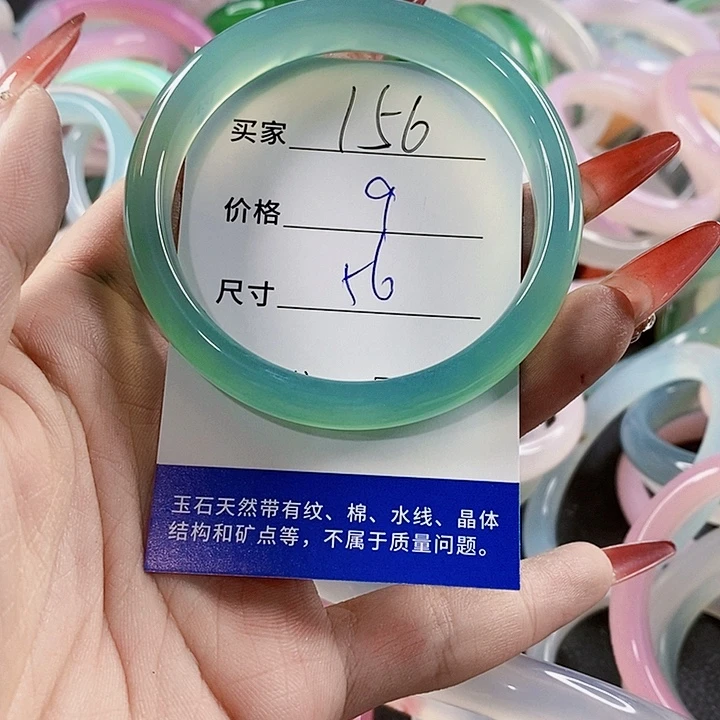 买家 156
价格 9
尺寸 56
玉石天然带有纹、棉、水线、晶体
结构和矿点等，不属于质量问题。